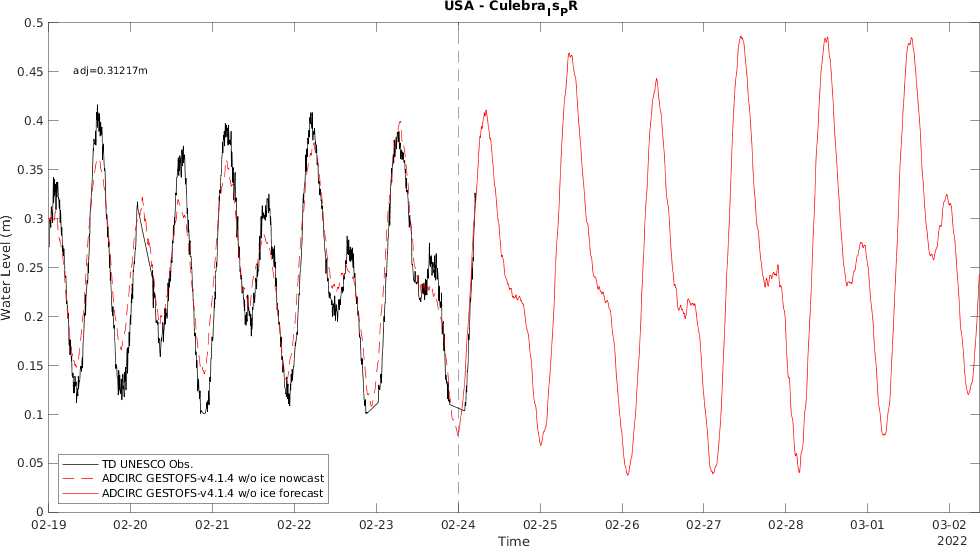 USA - Culebra_Is_PR
0.5
0.45
0.4
0.35
0.3
0.25
0.2
0.15
0.1
0.05
0
Water Level (m)
adj=0.31217m
TD UNESCO Obs.
ADCIRC GESTOFS-v4.1.4 w/o ice nowcast
ADCIRC GESTOFS-v4.1.4 w/o ice forecast
02-19 02-20 02-21 02-22 02-23 02-24 02-25 02-26 02-27 02-28 03-01 03-02
Time
2022